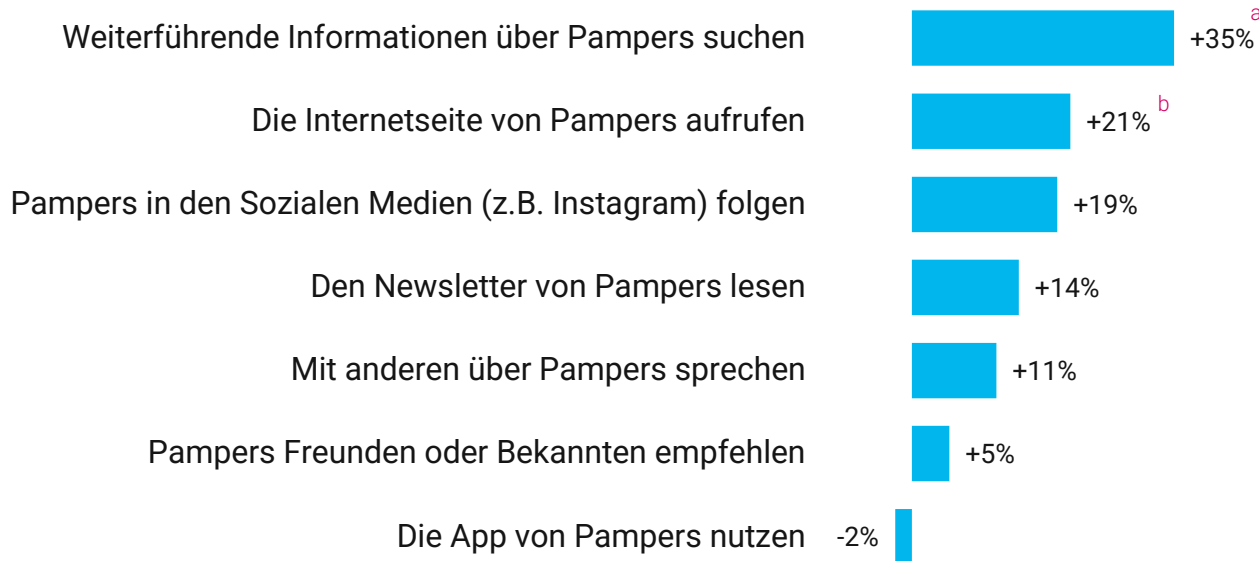 Weiterführende Informationen über Pampers suchen +35% a
Die Internetseite von Pampers aufrufen +21% b
Pampers in den Sozialen Medien (z.B. Instagram) folgen +19%
Den Newsletter von Pampers lesen +14%
Mit anderen über Pampers sprechen +11%
Pampers Freunden oder Bekannten empfehlen +5%
Die App von Pampers nutzen -2%